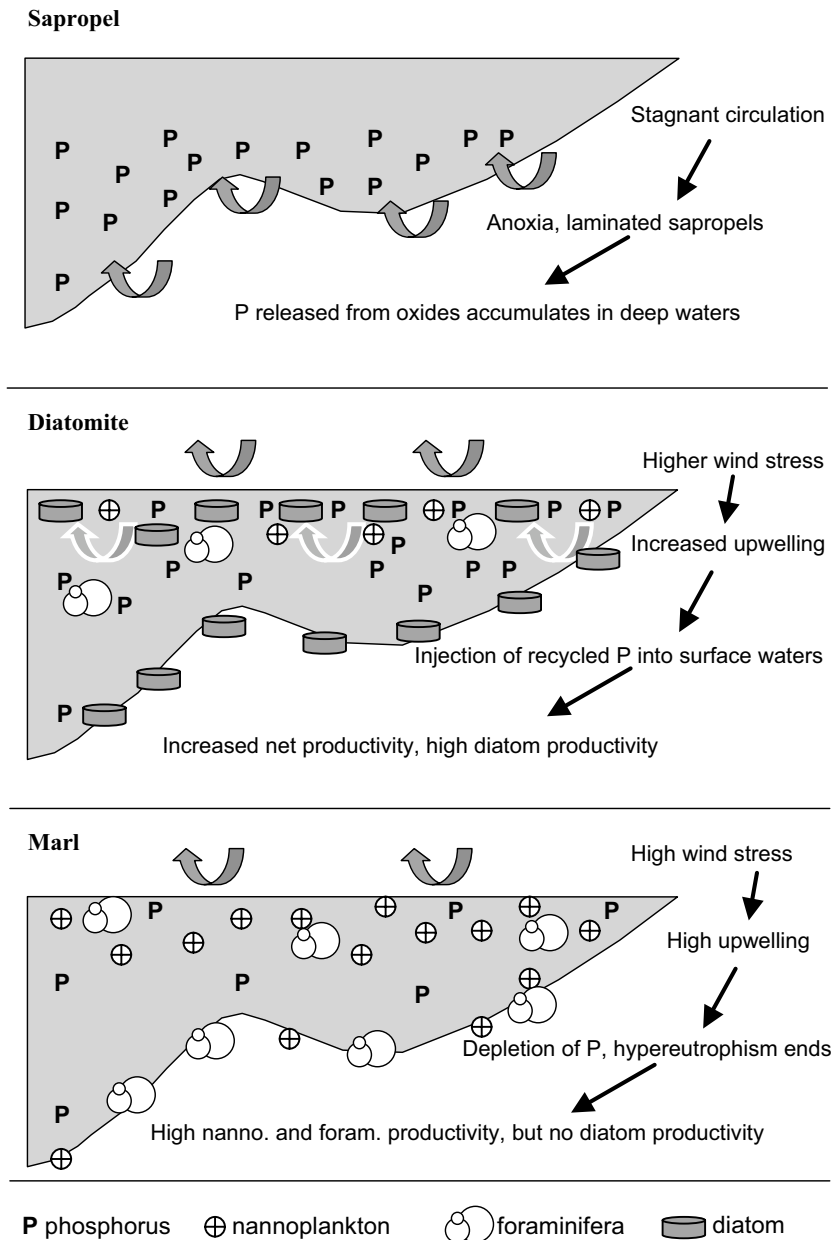 Sapropel
P P P P P P P P P P P P P P P P P
Stagnant circulation
Anoxia, laminated sapropels
P released from oxides accumulates in deep waters
Diatomite
Higher wind stress
P P P P P P
Increased upwelling
P P P P P P P P P
Injection of recycled P into surface waters
P
Increased net productivity, high diatom productivity
Marl
High wind stress
P P P
High upwelling
P P P
Depletion of P, hypereutrophism ends
P
High nanno. and foram. productivity, but no diatom productivity
P phosphorus nannoplankton foraminifera diatom